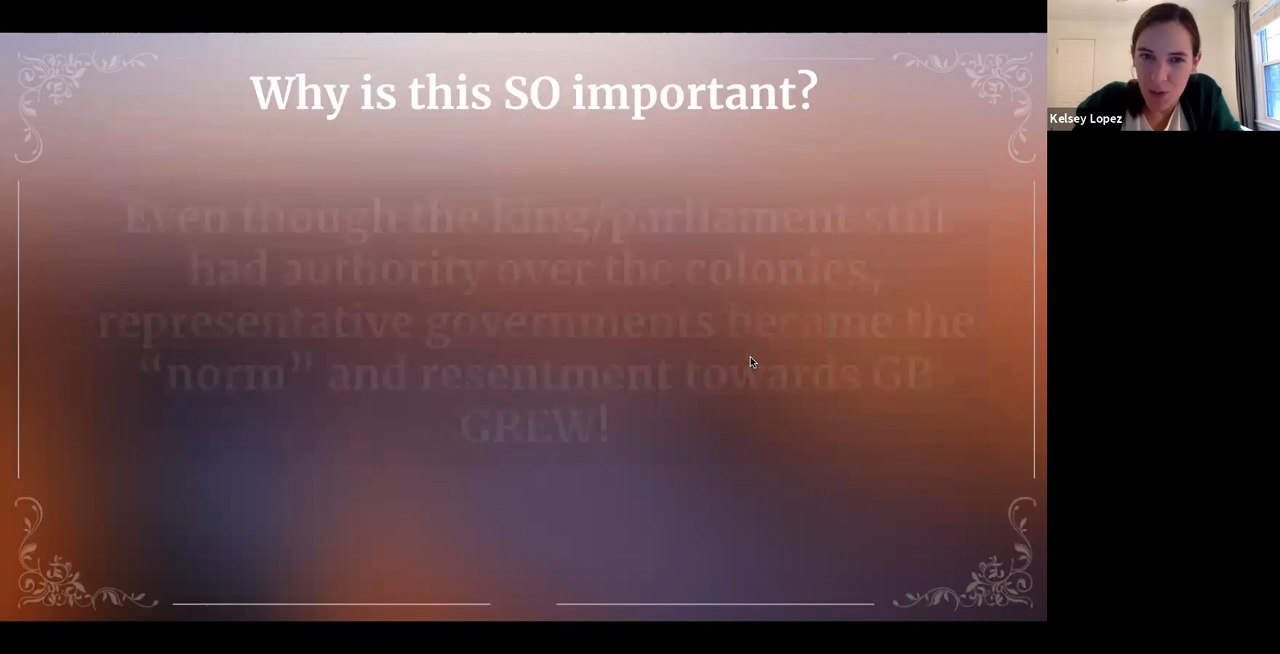 Why is this SO important?
Even though the king/parliament still
had authority over the colonies,
representative governments became the
“norm” and resentment towards GB
GREW!
Kelsey Lopez